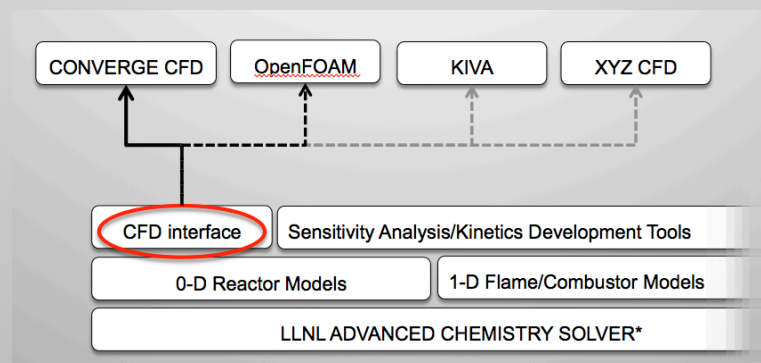 CONVERGE CFD
OpenFOAM
KIVA
XYZ CFD
CFD interface
Sensitivity Analysis/Kinetics Development Tools
0-D Reactor Models
1-D Flame/Combustor Models
LLNL ADVANCED CHEMISTRY SOLVER*